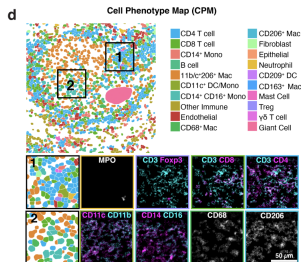 d
Cell Phenotype Map (CPM)
1
2
CD4 T cell
CD8 T cell
CD14⁺ Mono
B cell
11b/c⁺206⁺ Mac
CD11c⁺ DC/Mono
CD14⁺ CD16⁺ Mono
Other Immune
Endothelial
CD68⁺ Mac
CD206⁺ Mac
Fibroblast
Epithelial
Neutrophil
CD209⁺ DC
CD163⁺ Mac
Mast Cell
Treg
γδ T cell
Giant Cell
1
MPO
CD3 Foxp3
CD3 CD8
CD3 CD4
2
CD11c CD11b
CD14 CD16
CD68
CD206
50 μm